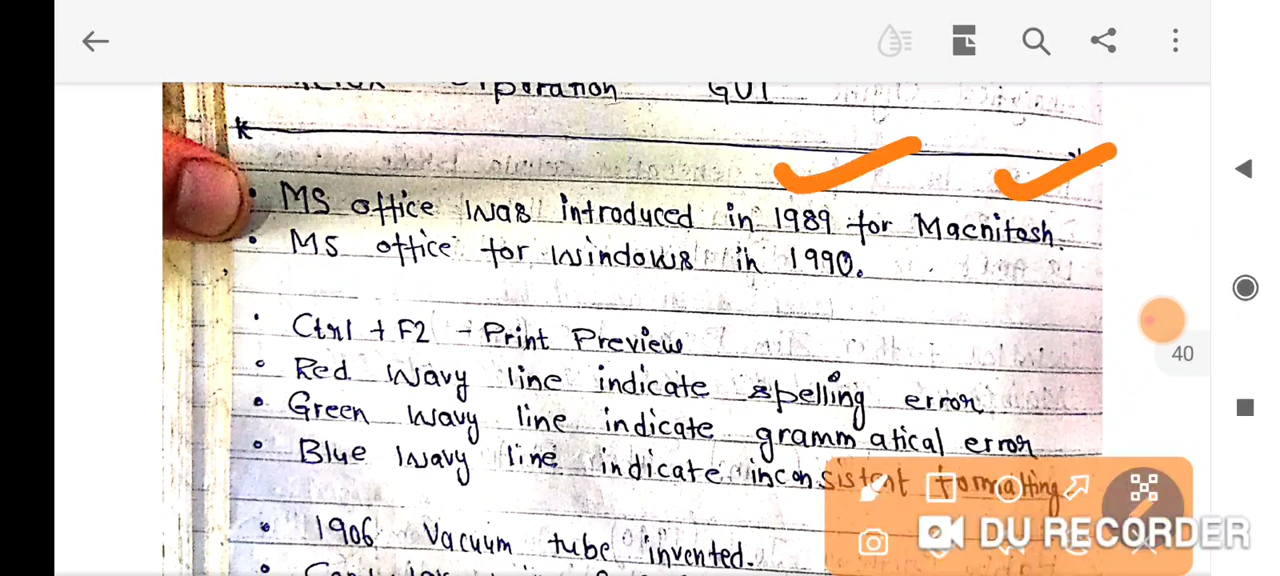 Operation GUI
• MS office was introduced in 1989 for Macnitosh.
• MS office for windows in 1990.
• Ctrl + F2 - Print Preview
• Red wavy line indicate spelling error
• Green wavy line indicate grammatical error
• Blue wavy line indicate inconsistent formatting
• 1906 Vacuum tube invented.
40
DU RECORDER